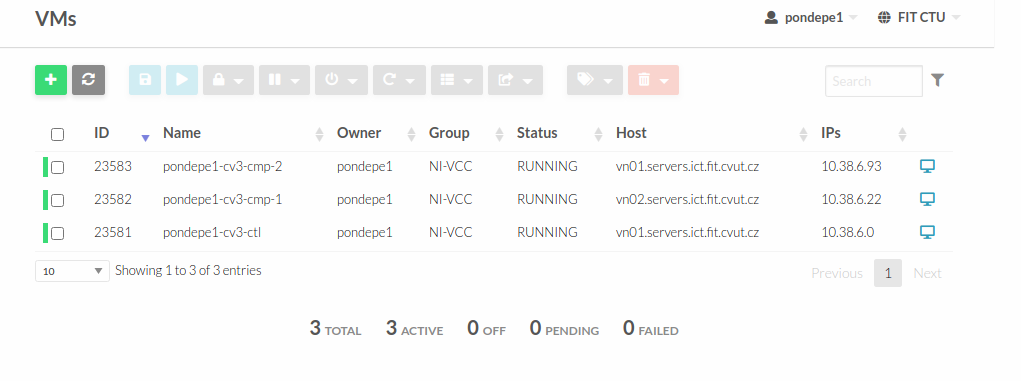 VMs
pondepe1 FIT CTU
Search
ID Name Owner Group Status Host IPs
23583 pondepe1-cv3-cmp-2 pondepe1 NI-VCC RUNNING vn01.servers.ict.fit.cvut.cz 10.38.6.93
23582 pondepe1-cv3-cmp-1 pondepe1 NI-VCC RUNNING vn02.servers.ict.fit.cvut.cz 10.38.6.22
23581 pondepe1-cv3-ctl pondepe1 NI-VCC RUNNING vn01.servers.ict.fit.cvut.cz 10.38.6.0
10 Showing 1 to 3 of 3 entries Previous 1 Next
3 TOTAL 3 ACTIVE 0 OFF 0 PENDING 0 FAILED